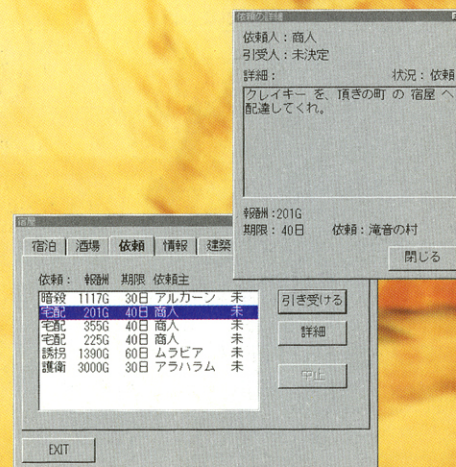 依頼の詳細
依頼人：商人
引受人：未決定
詳細：　状況：依頼
クレイキー を、頂きの町 の 宿屋 へ
配達してくれ。
報酬：201G
期限：40日　依頼：滝音の村
閉じる
宿屋
宿泊 酒場 依頼 情報 建築
依頼： 報酬 期限 依頼主
暗殺 1117G 30日 アルカーン 未
宅配 201G 40日 商人 未
宅配 355G 40日 商人 未
宅配 225G 40日 商人 未
誘拐 1390G 60日 ムラビア 未
護衛 3000G 30日 アラハラム 未
引き受ける
詳細
中止
EXIT